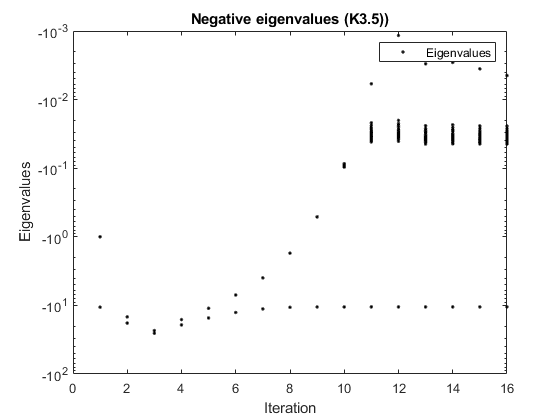 Negative eigenvalues (K3.5))
Eigenvalues
-10^-3
-10^-2
-10^-1
-10^0
-10^1
-10^2
Eigenvalues
0 2 4 6 8 10 12 14 16
Iteration